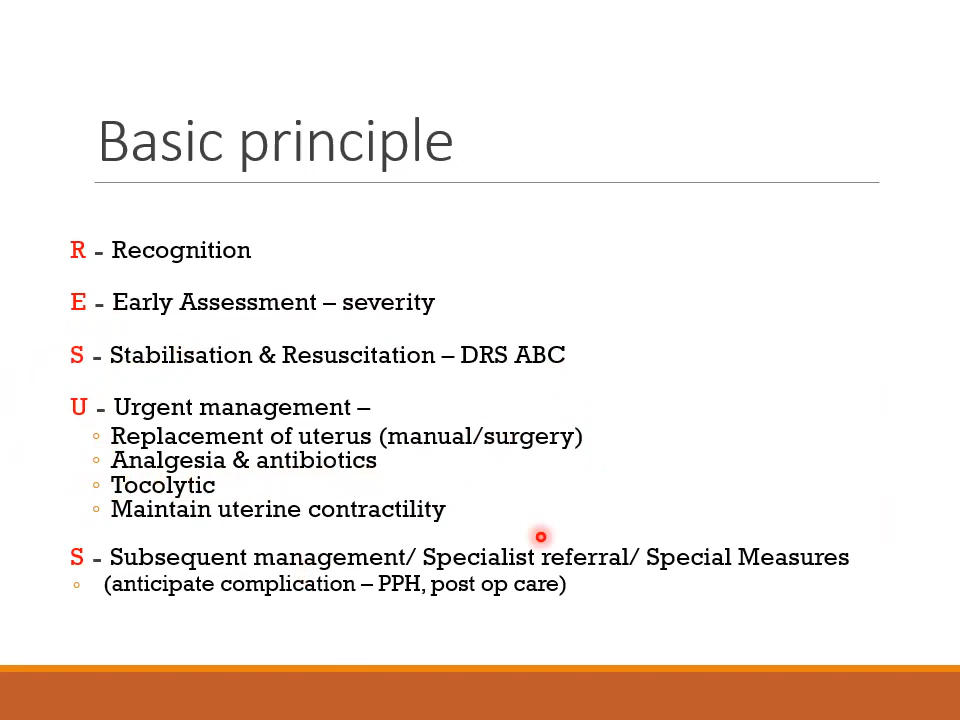 Basic principle
R - Recognition
E - Early Assessment – severity
S - Stabilisation & Resuscitation – DRS ABC
U - Urgent management –
◦ Replacement of uterus (manual/surgery)
◦ Analgesia & antibiotics
◦ Tocolytic
◦ Maintain uterine contractility
S - Subsequent management/ Specialist referral/ Special Measures
◦ (anticipate complication – PPH, post op care)